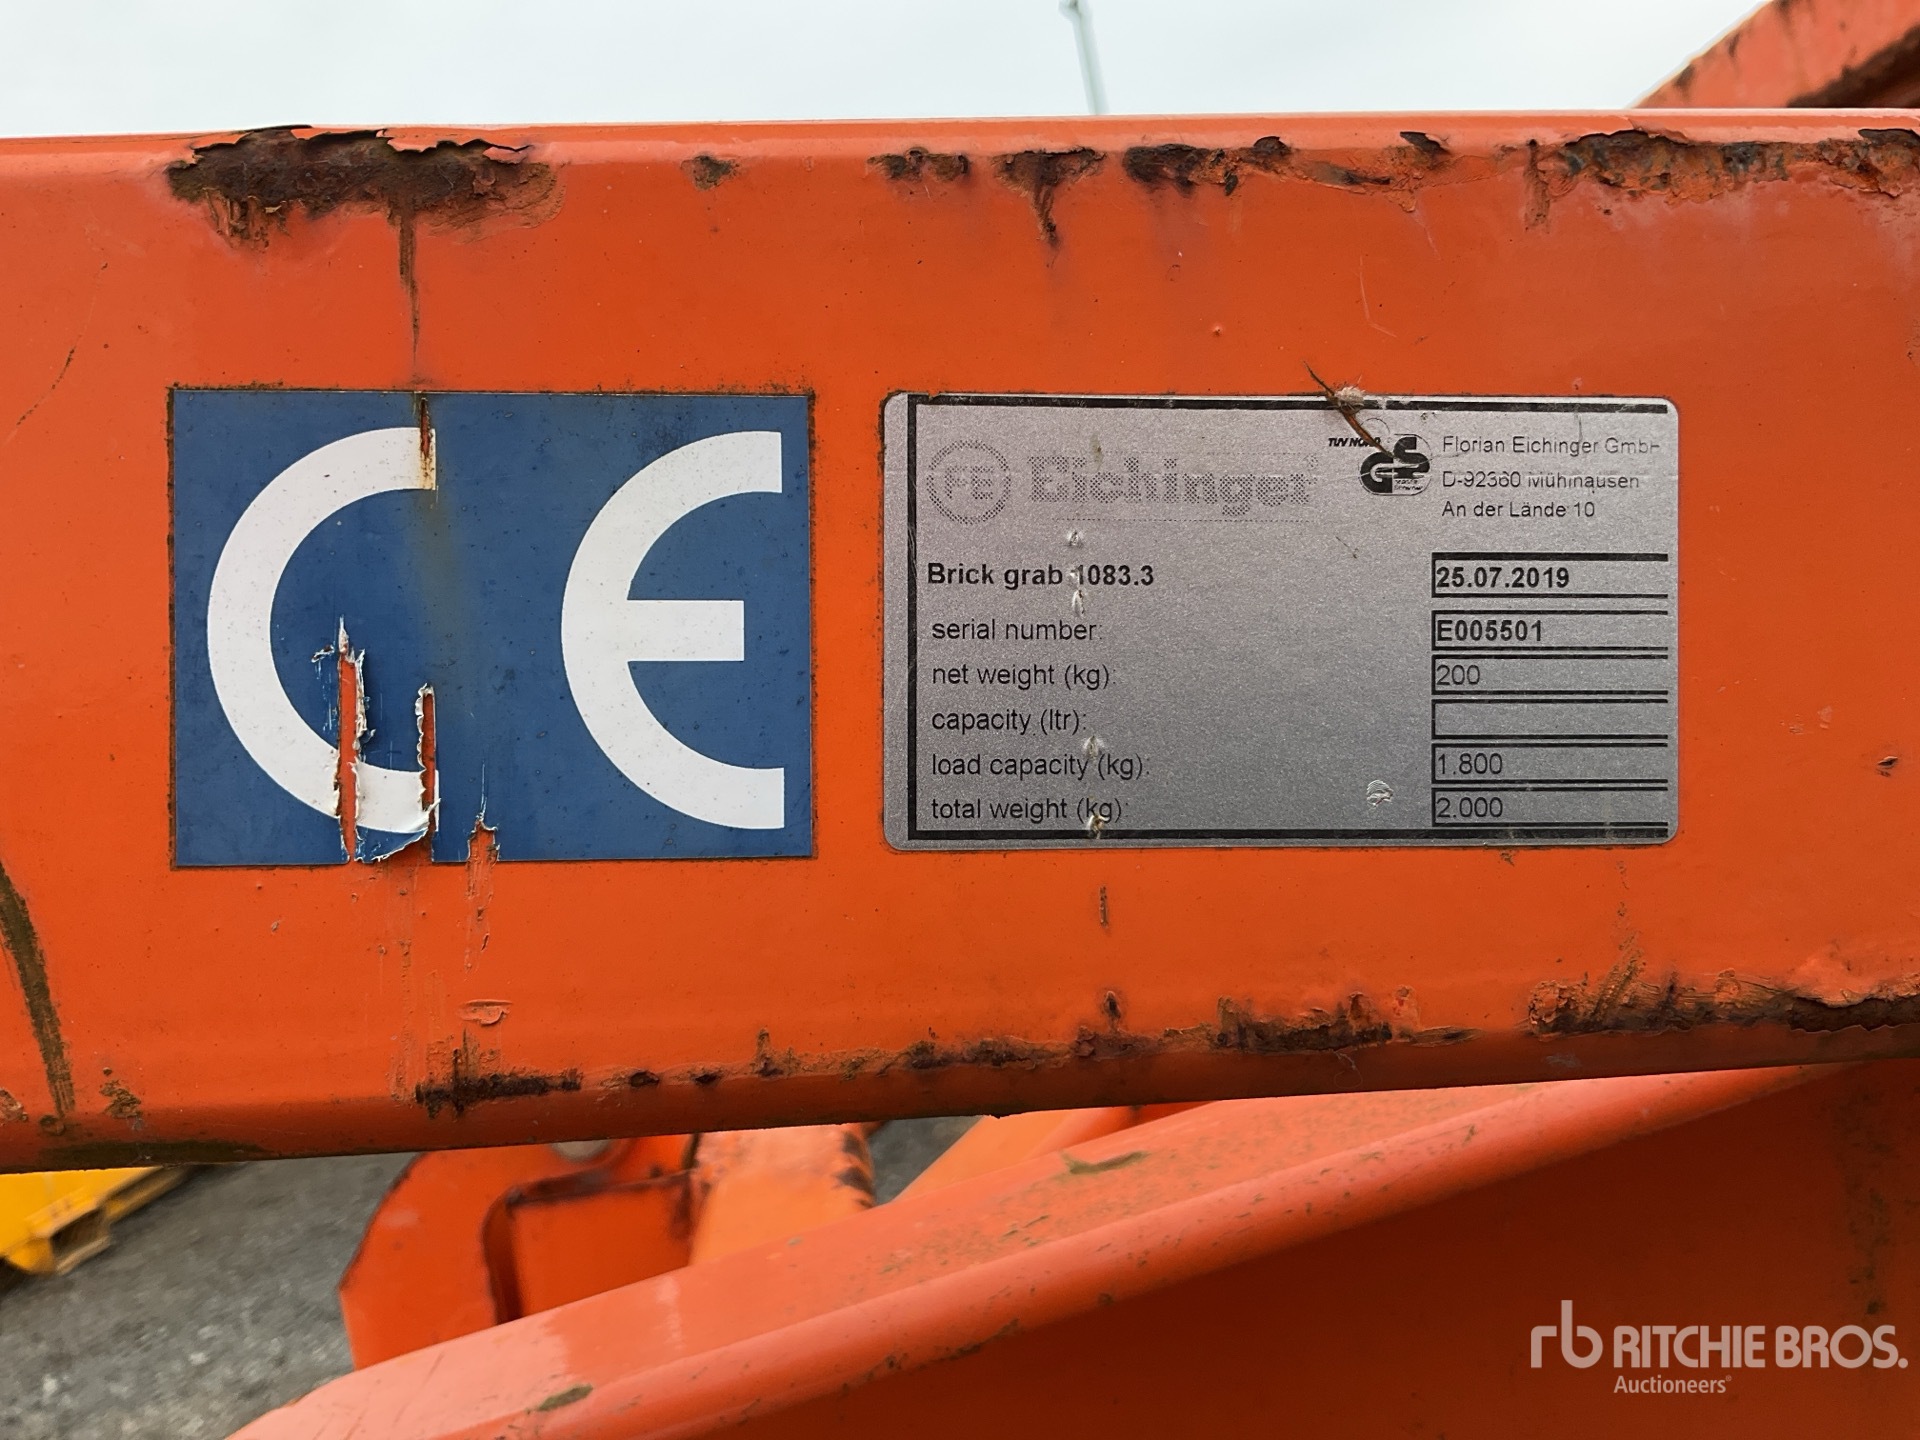 CE
FE Eichinger
TÜV NORD
GS
Florian Eichinger GmbH
D-92360 Mühlhausen
An der Lände 10
Brick grab 1083.3 25.07.2019
serial number: E005501
net weight (kg): 200
capacity (ltr):
load capacity (kg): 1.800
total weight (kg): 2.000
rb RITCHIE BROS.
Auctioneers